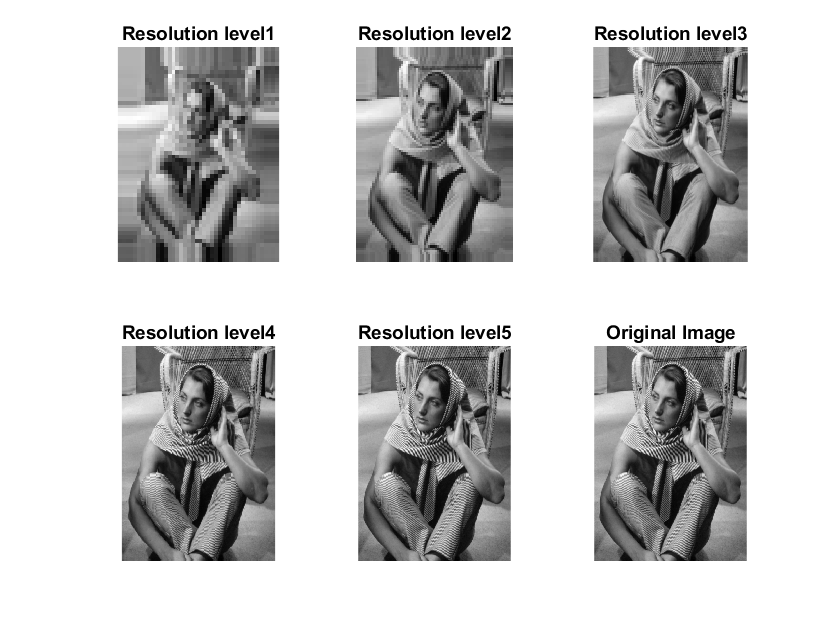 Resolution level1
Resolution level2
Resolution level3
Resolution level4
Resolution level5
Original Image